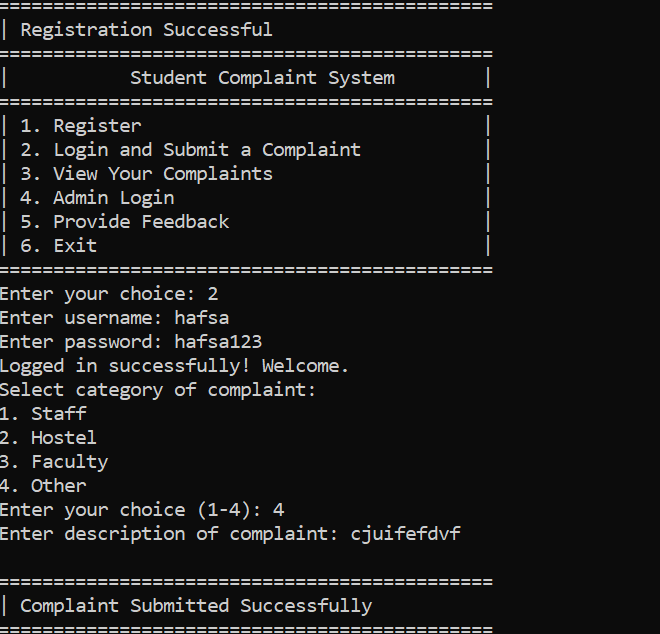 =============================================
| Registration Successful
=============================================
|           Student Complaint System        |
=============================================
| 1. Register                               |
| 2. Login and Submit a Complaint           |
| 3. View Your Complaints                   |
| 4. Admin Login                            |
| 5. Provide Feedback                       |
| 6. Exit                                   |
=============================================
Enter your choice: 2
Enter username: hafsa
Enter password: hafsa123
Logged in successfully! Welcome.
Select category of complaint:
1. Staff
2. Hostel
3. Faculty
4. Other
Enter your choice (1-4): 4
Enter description of complaint: cjuifefdvf

=============================================
| Complaint Submitted Successfully
=============================================